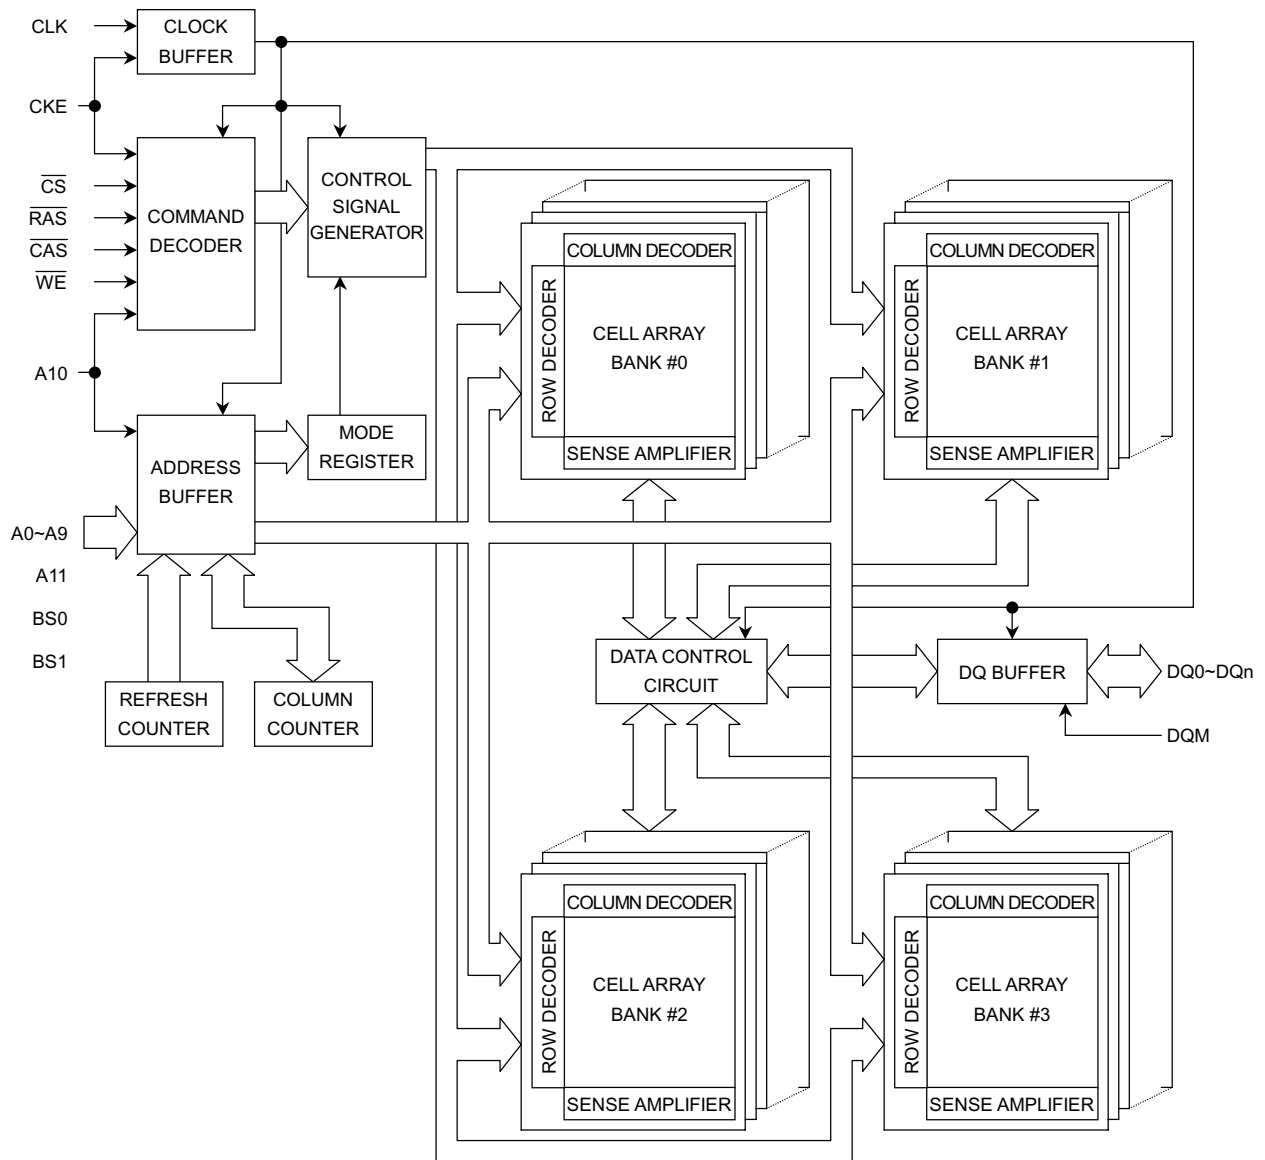 CLK
CLOCK
BUFFER
CKE
CS
RAS
CAS
WE
COMMAND
DECODER
CONTROL
SIGNAL
GENERATOR
A10
ADDRESS
BUFFER
MODE
REGISTER
A0~A9
A11
BS0
BS1
REFRESH
COUNTER
COLUMN
COUNTER
COLUMN DECODER
ROW DECODER
CELL ARRAY
BANK #0
SENSE AMPLIFIER
COLUMN DECODER
ROW DECODER
CELL ARRAY
BANK #1
SENSE AMPLIFIER
DATA CONTROL
CIRCUIT
DQ BUFFER
DQ0~DQn
DQM
COLUMN DECODER
ROW DECODER
CELL ARRAY
BANK #2
SENSE AMPLIFIER
COLUMN DECODER
ROW DECODER
CELL ARRAY
BANK #3
SENSE AMPLIFIER